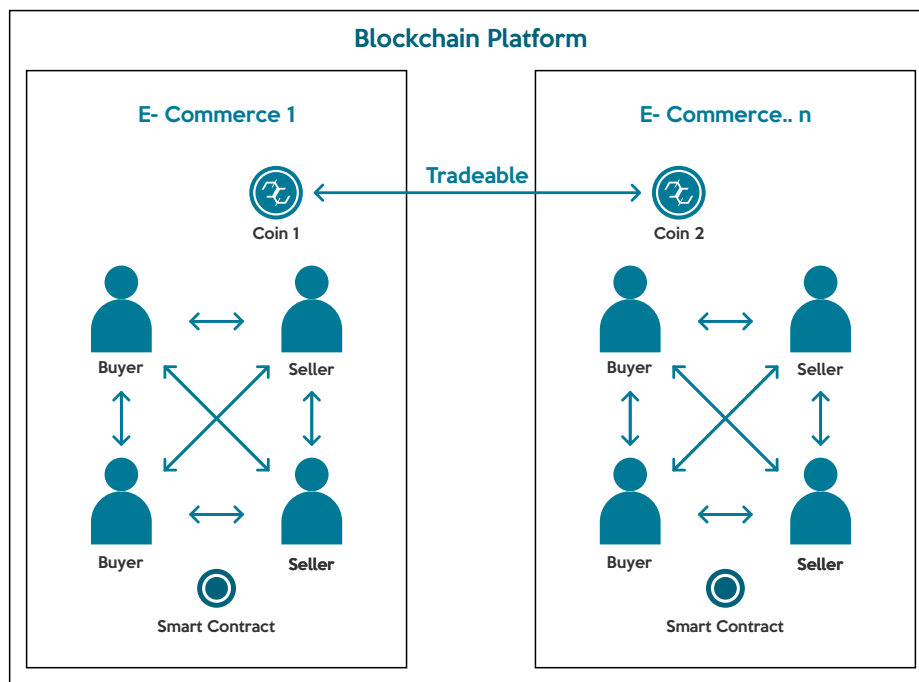 Blockchain Platform
E- Commerce 1
E- Commerce.. n
Tradeable
Coin 1
Coin 2
Buyer
Seller
Buyer
Seller
Buyer
Seller
Buyer
Seller
Smart Contract
Smart Contract